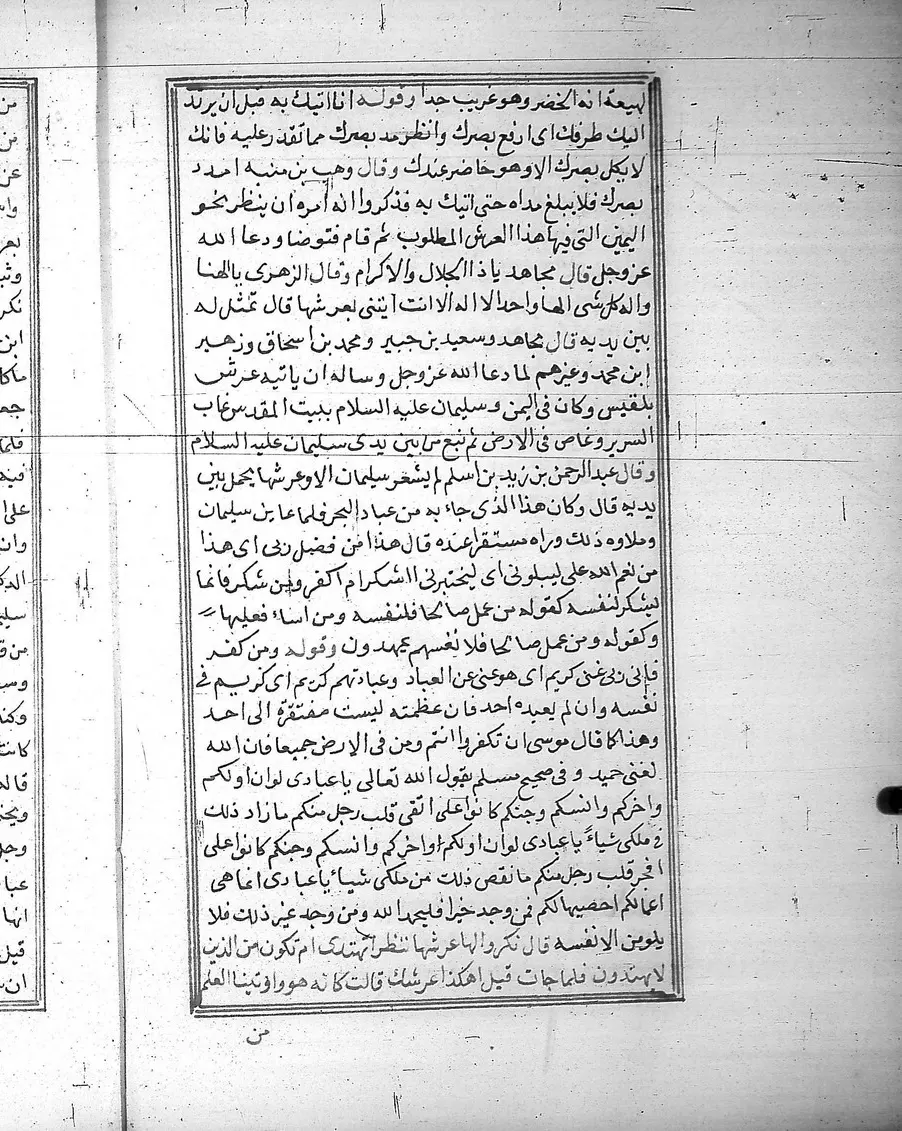 لهيعة انه الخضر وهو غريب جدا وقوله انا اتيك به قبل ان يرتد
اليك طرفك اى ارفع بصرك وانظر مد بصرك مما تقدر عليه فانك
لا يكل بصرك الا وهو حاضر عندك وقال وهب بن منبه امدد
بصرك فلا يبلغ مداه حتى اتيك به فذكروا انه امره ان ينظر نحو
اليمن التى فيها هذا العرش المطلوب ثم قام فتوضا ودعا الله
عز وجل قال مجاهد ياذا الجلال والاكرام وقال الزهرى يا الهنا
واله كل شى الها واحدا لا اله الا انت ايتنى بعرشها قال تمثل له
بين يديه قال مجاهد وسعيد بن جبير ومحمد بن اسحاق وزهير
ابن محمد وغيرهم لما دعا الله عز وجل وساله ان ياتيه عرش
بلقيس وكان فى اليمن وسليمان عليه السلام ببيت المقدس غاب
السرير وغاص فى الارض ثم نبع من بين يدى سليمان عليه السلام
وقال عبد الرحمن بن زيد بن اسلم لم يشعر سليمان الا وعرشها يحمل بين
يديه قال وكان هذا الذى جاء به من عباد البحر فلما عاين سليمان
وملاوه ذلك وراه مستقرا عنده قال هذا من فضل ربى اى هذا
من نعم الله على ليبلونى اى ليختبرنى ااشكر ام اكفر ومن شكر فانما
يشكر لنفسه كقوله من عمل صالحا فلنفسه ومن اساء فعليها
وكقوله ومن عمل صالحا فلانفسهم يمهدون وقوله ومن كفر
فان ربى غنى كريم اى هو غنى عن العباد وعبادتهم كريم اى كريم فى
نفسه وان لم يعبده احد فان عظمته ليست مفتقرة الى احد
وهذا كما قال موسى ان تكفروا انتم ومن فى الارض جميعا فان الله
لغنى حميد وفى صحيح مسلم يقول الله تعالى يا عبادى لو ان اولكم
واخركم وانسكم وجنكم كانوا على اتقى قلب رجل منكم ما زاد ذلك
فى ملكى شياءً يا عبادى لو ان اولكم واخركم وانسكم وجنكم كانوا على
افجر قلب رجل منكم ما نقص ذلك من ملكى شياء يا عبادى انما هى
اعمالكم احصيها لكم فمن وجد خيرا فليحمد الله ومن وجد غير ذلك فلا
يلومن الا نفسه قال نكروا لها عرشها ننظر اتهتدى ام تكون من الذين
لا يهتدون فلما جات قيل اهكذا عرشك قالت كانه هو واوتينا العلم
من